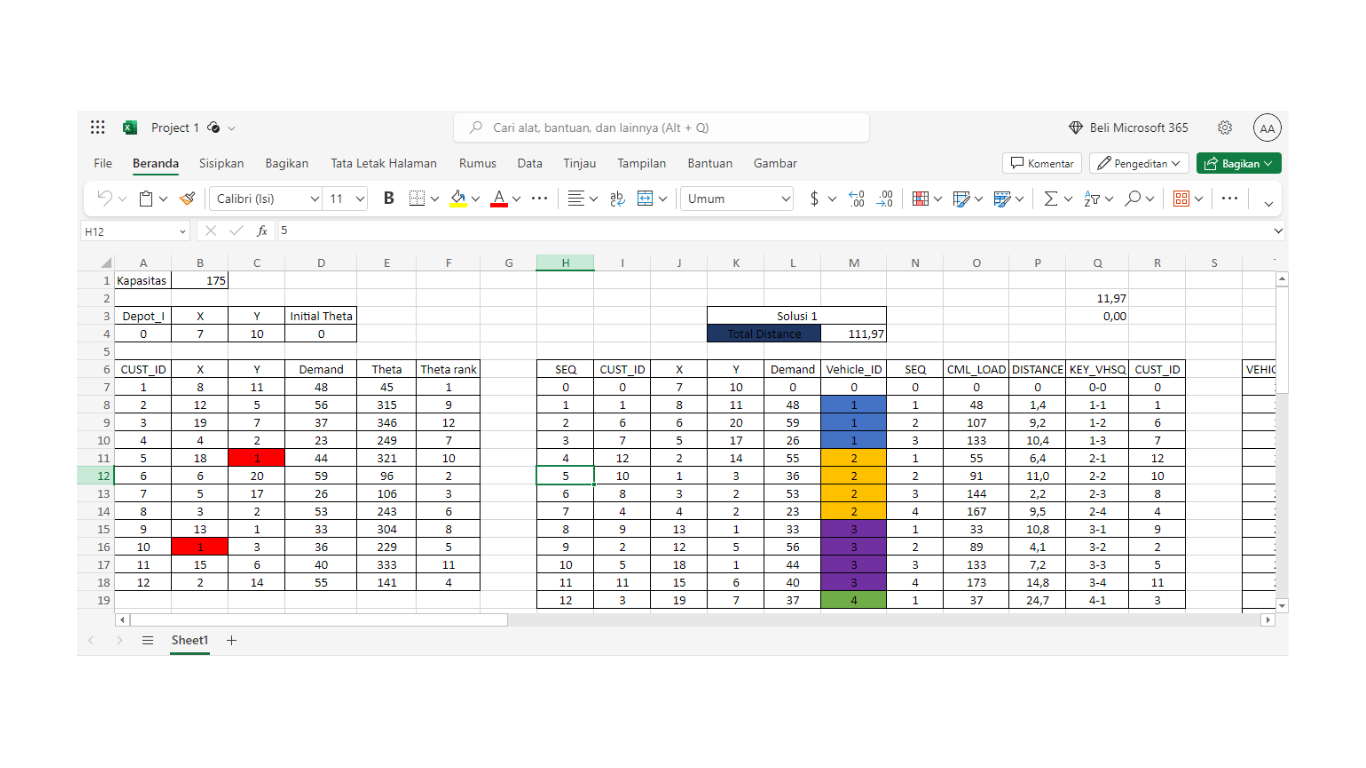 Project 1
Cari alat, bantuan, dan lainnya (Alt + Q)
Beli Microsoft 365
AA
File Beranda Sisipkan Bagikan Tata Letak Halaman Rumus Data Tinjau Tampilan Bantuan Gambar
Komentar Pengeditan Bagikan
Calibri (Isi) 11 B Umum
H12 fx 5
A B C D E F G H I J K L M N O P Q R S
1 Kapasitas 175
2 11,97
3 Depot_I X Y Initial Theta Solusi 1 0,00
4 0 7 10 0 Total Distance 111,97
5
6 CUST_ID X Y Demand Theta Theta rank SEQ CUST_ID X Y Demand Vehicle_ID SEQ CML_LOAD DISTANCE KEY_VHSQ CUST_ID VEHIC
7 1 8 11 48 45 1 0 0 7 10 0 0 0 0 0 0-0 0
8 2 12 5 56 315 9 1 1 8 11 48 1 1 48 1,4 1-1 1
9 3 19 7 37 346 12 2 6 6 20 59 1 2 107 9,2 1-2 6
10 4 4 2 23 249 7 3 7 5 17 26 1 3 133 10,4 1-3 7
11 5 18 1 44 321 10 4 12 2 14 55 2 1 55 6,4 2-1 12
12 6 6 20 59 96 2 5 10 1 3 36 2 2 91 11,0 2-2 10
13 7 5 17 26 106 3 6 8 3 2 53 2 3 144 2,2 2-3 8
14 8 3 2 53 243 6 7 4 4 2 23 2 4 167 9,5 2-4 4
15 9 13 1 33 304 8 8 9 13 1 33 3 1 33 10,8 3-1 9
16 10 1 3 36 229 5 9 2 12 5 56 3 2 89 4,1 3-2 2
17 11 15 6 40 333 11 10 5 18 1 44 3 3 133 7,2 3-3 5
18 12 2 14 55 141 4 11 11 15 6 40 3 4 173 14,8 3-4 11
19 12 3 19 7 37 4 1 37 24,7 4-1 3
Sheet1